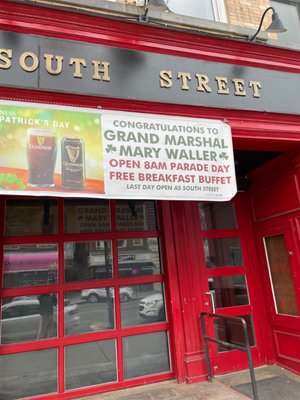 SOUTH STREET
GUINNESS
PATRICK'S DAY
GUINNESS
GUINNESS
CONGRATULATIONS TO
GRAND MARSHAL
MARY WALLER
OPEN 8AM PARADE DAY
FREE BREAKFAST BUFFET
LAST DAY OPEN AS SOUTH STREET